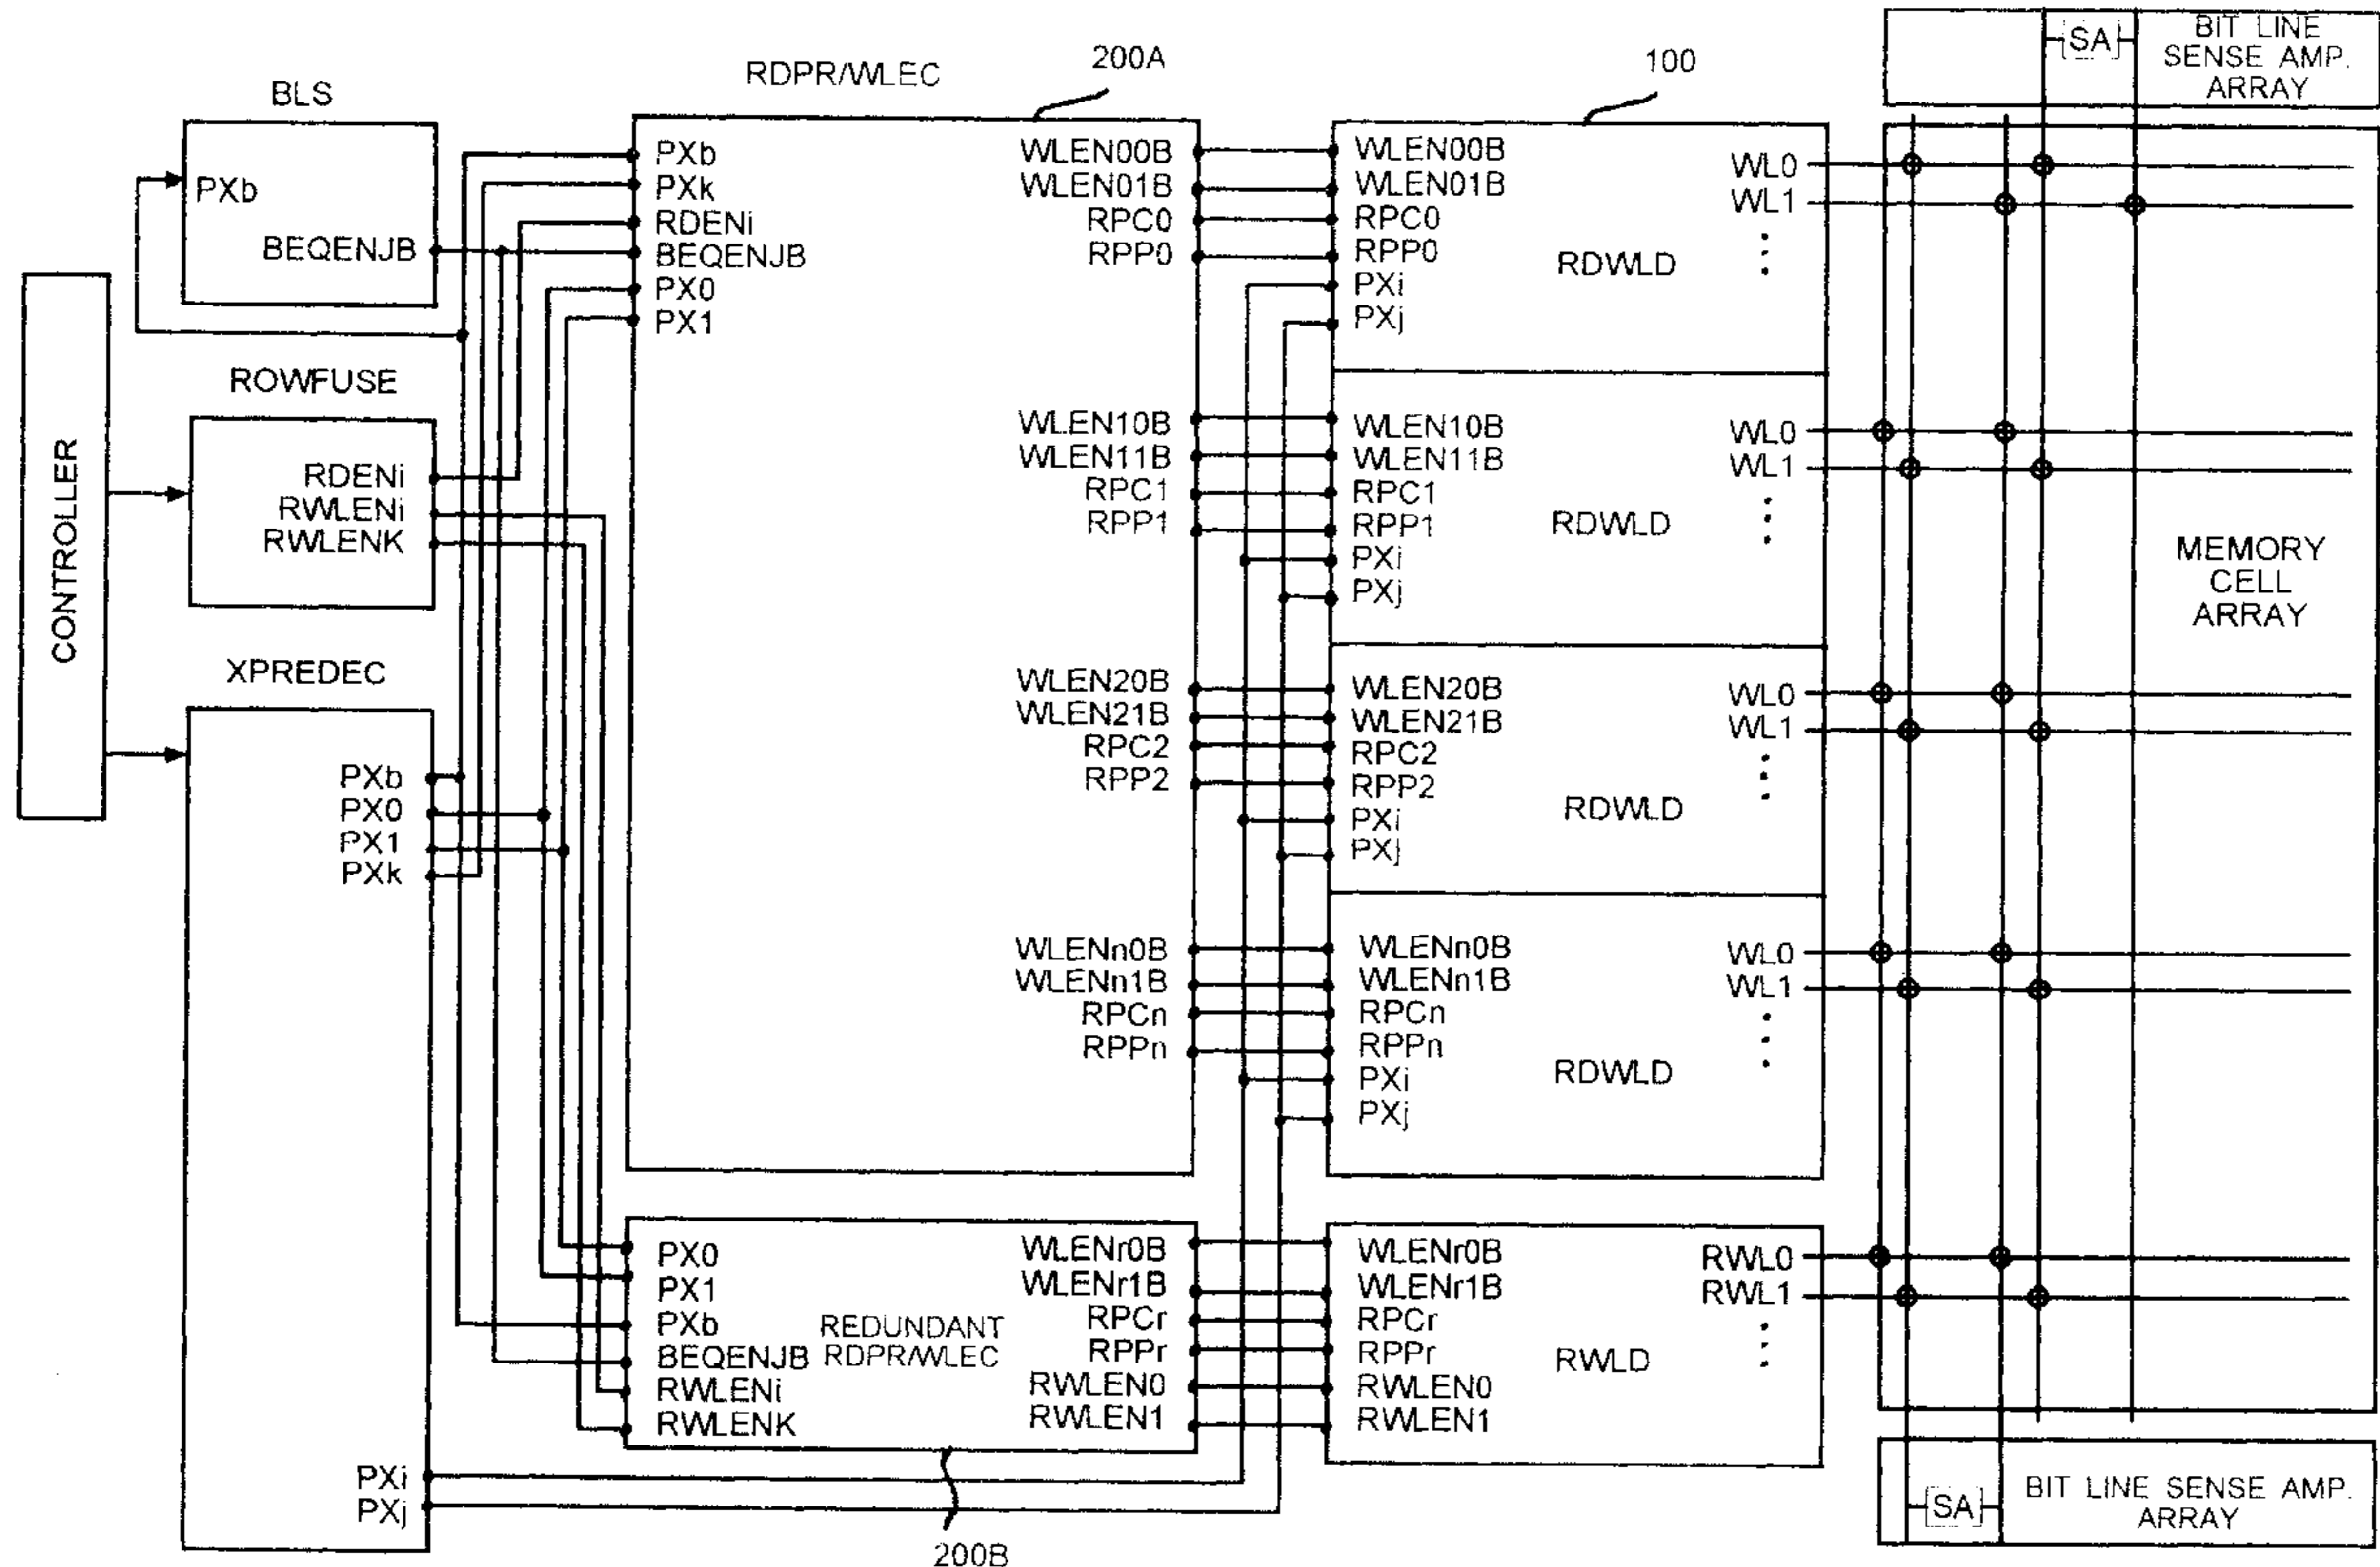 BLS
PXb
BEQENJB
CONTROLLER
ROWFUSE
RDENi
RWLENi
RWLENK
XPREDEC
PXb
PX0
PX1
PXk
PXi
PXj
RDPR/WLEC
200A
PXb
PXk
RDENi
BEQENJB
PX0
PX1
WLEN00B
WLEN01B
RPC0
RPP0
WLEN10B
WLEN11B
RPC1
RPP1
WLEN20B
WLEN21B
RPC2
RPP2
WLENn0B
WLENn1B
RPCn
RPPn
PX0
PX1
PXb
BEQENJB
RWLENi
RWLENK
REDUNDANT
RDPR/WLEC
WLENr0B
WLENr1B
RPCr
RPPr
RWLEN0
RWLEN1
200B
100
WLEN00B
WLEN01B
RPC0
RPP0
PXi
PXj
RDWLD
WL0
WL1
WLEN10B
WLEN11B
RPC1
RPP1
PXi
PXj
RDWLD
WL0
WL1
WLEN20B
WLEN21B
RPC2
RPP2
PXi
PXj
RDWLD
WL0
WL1
WLENn0B
WLENn1B
RPCn
RPPn
PXi
PXj
RDWLD
WL0
WL1
WLENr0B
WLENr1B
RPCr
RPPr
RWLEN0
RWLEN1
RWLD
RWL0
RWL1
SA
BIT LINE
SENSE AMP.
ARRAY
MEMORY
CELL
ARRAY
SA
BIT LINE SENSE AMP.
ARRAY